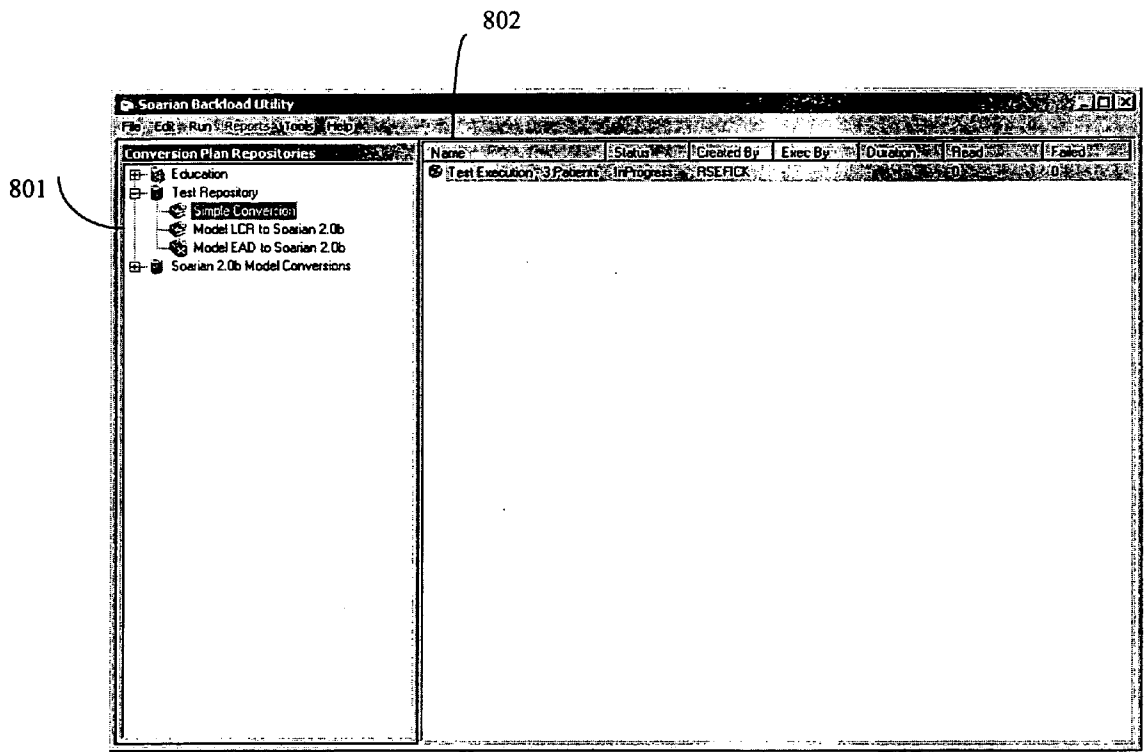 802
801
Soarian Backload Utility
File Edit Run Reports Tools Help
Conversion Plan Repositories
Education
Test Repository
Simple Conversion
Model LCR to Soarian 2.0b
Model EAD to Soarian 2.0b
Soarian 2.0b Model Conversions
Name Status Created By Exec By Duration Read Failed
Test Execution - 3 Patients InProgress RSEFICK 0 0